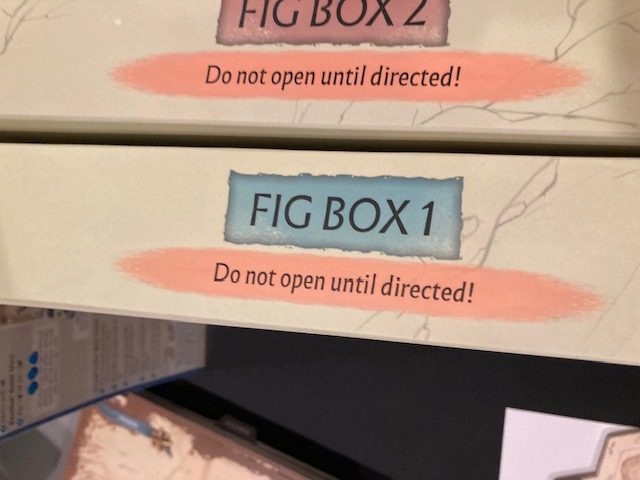 FIG BOX 2
Do not open until directed!
FIG BOX 1
Do not open until directed!